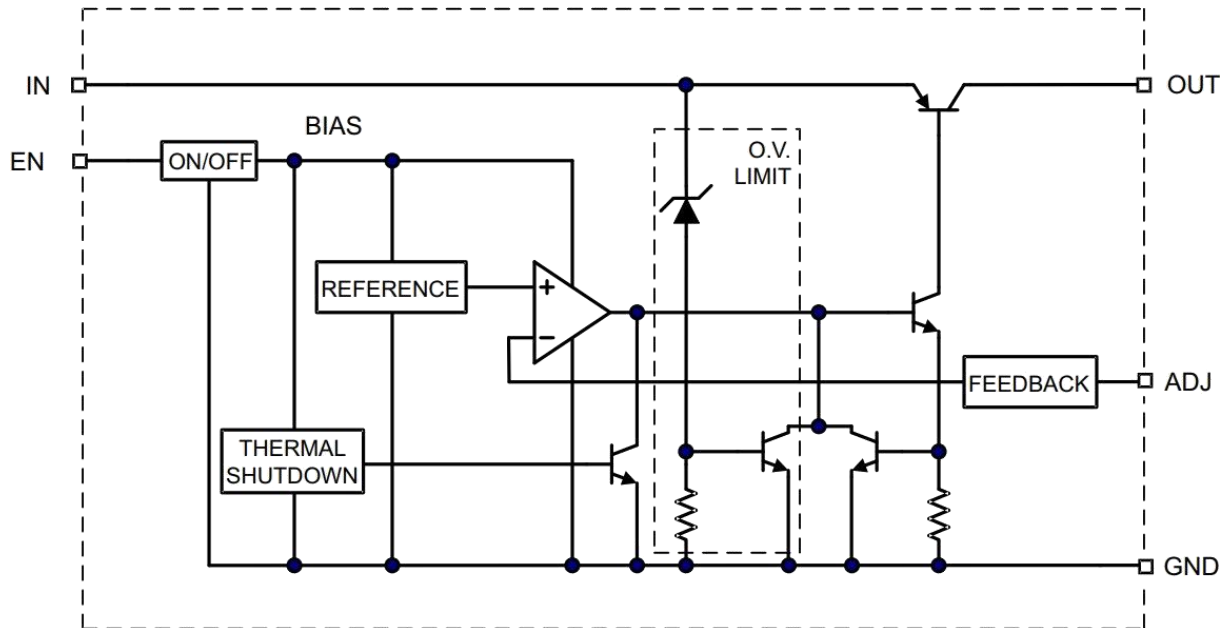 IN
OUT
BIAS
EN
ON/OFF
O.V.
LIMIT
REFERENCE
+
−
FEEDBACK
ADJ
THERMAL
SHUTDOWN
GND